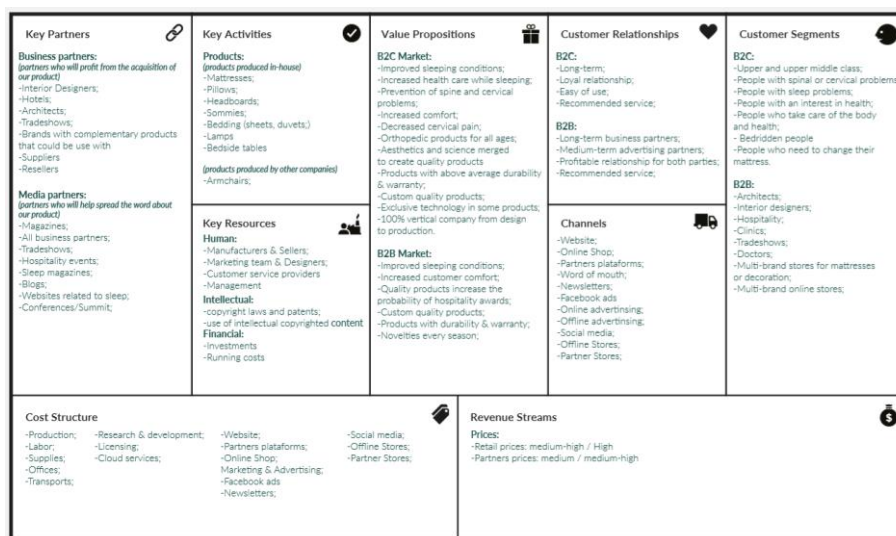 Key Partners
Business partners:
(partners who will profit from the acquisition of
our product)
-Interior Designers;
-Hotels;
-Architects;
-Tradeshows;
-Brands with complementary products
that could be use with
-Suppliers
-Resellers
Media partners:
(partners who will help spread the word about
our product)
-Magazines;
-All business partners;
-Tradeshows;
-Hospitality events;
-Sleep magazines;
-Blogs;
-Websites related to sleep;
-Conferences/Summit;
Key Activities
Products:
(products produced in-house)
-Mattresses;
-Pillows;
-Headboards;
-Sommies;
-Bedding (sheets, duvets;)
-Lamps
-Bedside tables
(products produced by other companies)
-Armchairs;
Key Resources
Human:
-Manufacturers & Sellers;
-Marketing team & Designers;
-Customer service providers
-Management
Intellectual:
-copyright laws and patents;
-use of intellectual copyrighted content
Financial:
-Investments
-Running costs
Value Propositions
B2C Market:
-Improved sleeping conditions;
-Increased health care while sleeping;
-Prevention of spine and cervical
problems;
-Increased comfort;
-Decreased cervical pain;
-Orthopedic products for all ages;
-Aesthetics and science merged
to create quality products
-Products with above average durability
& warranty;
-Custom quality products;
-Exclusive technology in some products;
-100% vertical company from design
to production.
B2B Market:
-Improved sleeping conditions;
-Increased customer comfort;
-Quality products increase the
probability of hospitality awards;
-Custom quality products;
-Products with durability & warranty;
-Novelties every season;
Customer Relationships
B2C:
-Long-term;
-Loyal relationship;
-Easy of use;
-Recommended service;
B2B:
-Long-term business partners;
-Medium-term advertising partners;
-Profitable relationship for both parties;
-Recommended service;
Channels
-Website;
-Online Shop;
-Partners plataforms;
-Word of mouth;
-Newsletters;
-Facebook ads
-Online advertinsing;
-Offline advertinsing;
-Social media;
-Offline Stores;
-Partner Stores;
Customer Segments
B2C:
-Upper and upper middle class;
-People with spinal or cervical problems
-People with sleep problems;
-People with an interest in health;
-People who take care of the body
and health;
- Bedridden people
-People who need to change their
mattress.
B2B:
-Architects;
-Interior designers;
-Hospitality;
-Clinics;
-Tradeshows;
-Doctors;
-Multi-brand stores for mattresses
or decoration;
-Multi-brand online stores;
Cost Structure
-Production;
-Labor;
-Supplies;
-Offices;
-Transports;
-Research & development;
-Licensing;
-Cloud services;
-Website;
-Partners plataforms;
-Online Shop;
Marketing & Advertising;
-Facebook ads
-Newsletters;
-Social media;
-Offline Stores;
-Partner Stores;
Revenue Streams
Prices:
-Retail prices: medium-high / High
-Partners prices: medium / medium-high
$